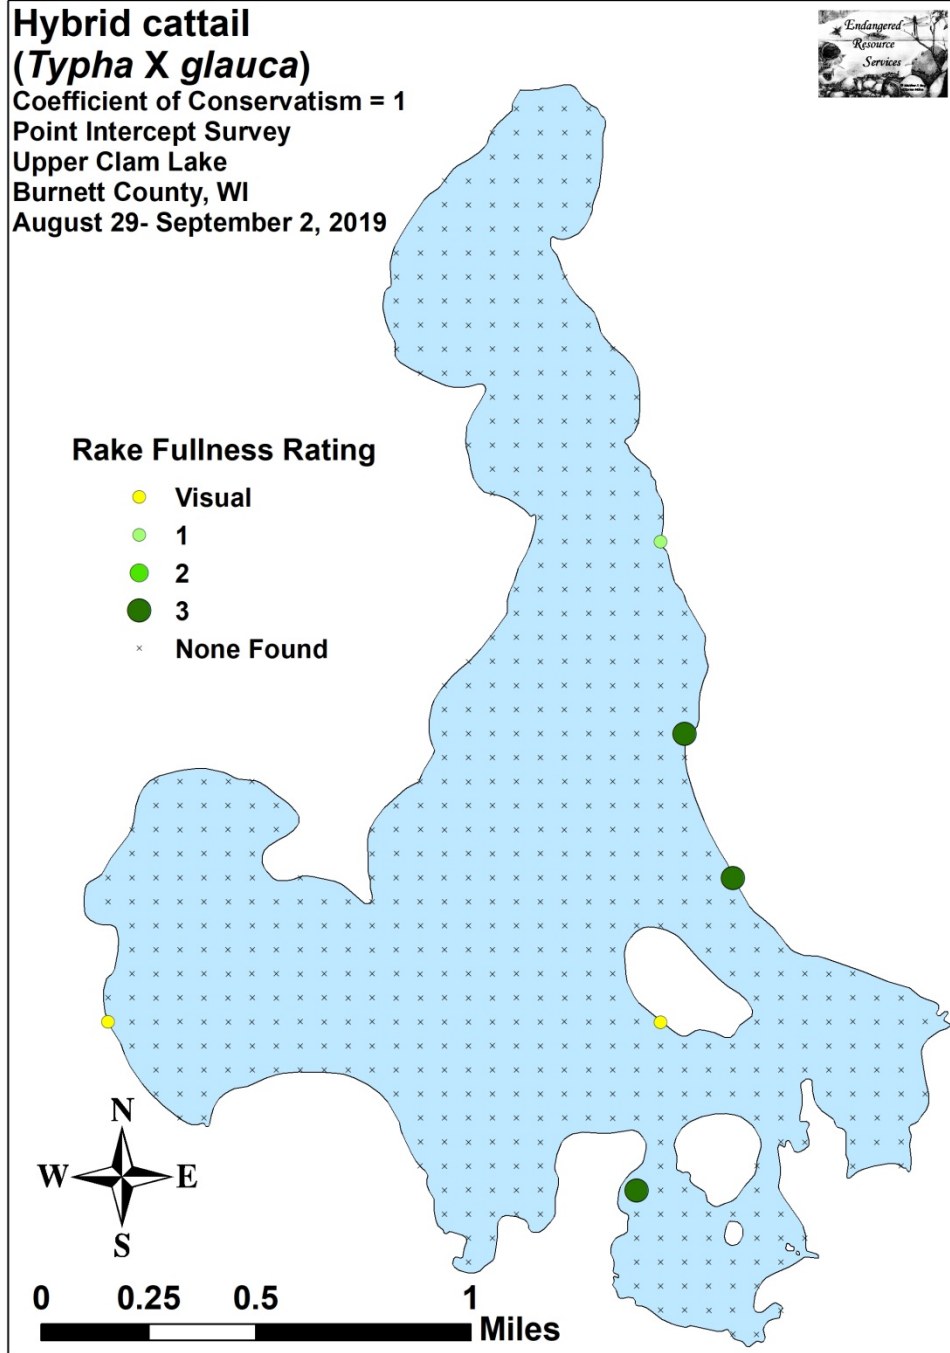 Hybrid cattail
(Typha X glauca)
Coefficient of Conservatism = 1
Point Intercept Survey
Upper Clam Lake
Burnett County, WI
August 29- September 2, 2019
Endangered
Resource
Services
Rake Fullness Rating
Visual
1
2
3
None Found
N
W E
S
0 0.25 0.5 1
Miles